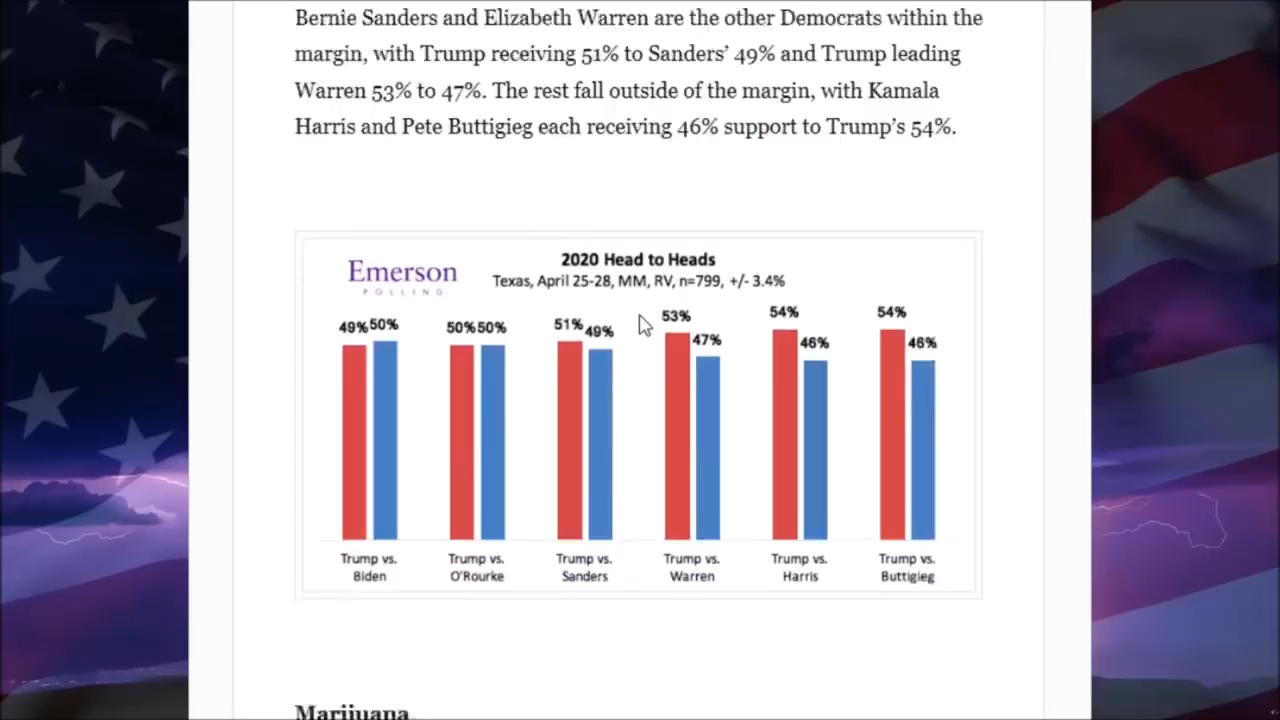 Bernie Sanders and Elizabeth Warren are the other Democrats within the
margin, with Trump receiving 51% to Sanders’ 49% and Trump leading
Warren 53% to 47%. The rest fall outside of the margin, with Kamala
Harris and Pete Buttigieg each receiving 46% support to Trump’s 54%.
Emerson
POLLING
2020 Head to Heads
Texas, April 25-28, MM, RV, n=799, +/- 3.4%
49% 50% 50% 50% 51% 49% 53% 47% 54% 46% 54% 46%
Trump vs. Trump vs. Trump vs. Trump vs. Trump vs. Trump vs.
Biden O'Rourke Sanders Warren Harris Buttigieg
Marijuana